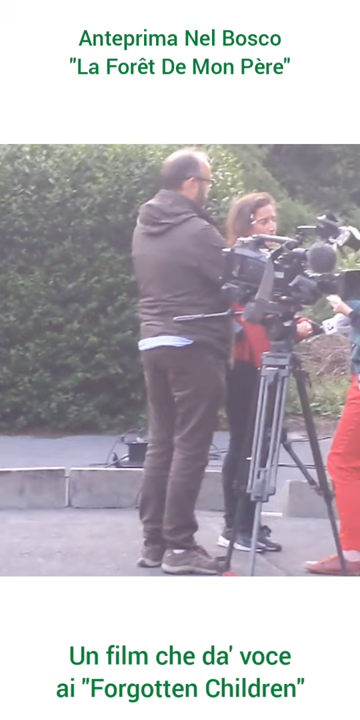 Anteprima Nel Bosco
"La Forêt De Mon Père"
Un film che da' voce
ai "Forgotten Children"